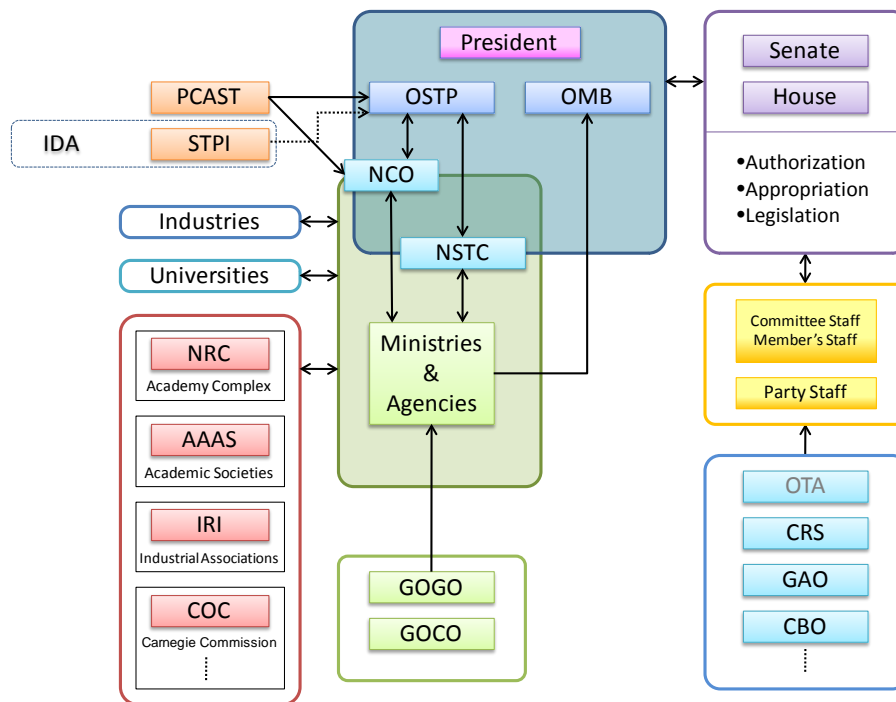 President
Senate
PCAST
OSTP
OMB
House
IDA
STPI
NCO
•Authorization
•Appropriation
•Legislation
Industries
NSTC
Universities
Committee Staff
Member's Staff
Ministries
&
Agencies
NRC
Academy Complex
Party Staff
AAAS
Academic Societies
OTA
CRS
IRI
Industrial Associations
GOGO
GAO
COC
Carnegie Commission
GOCO
CBO